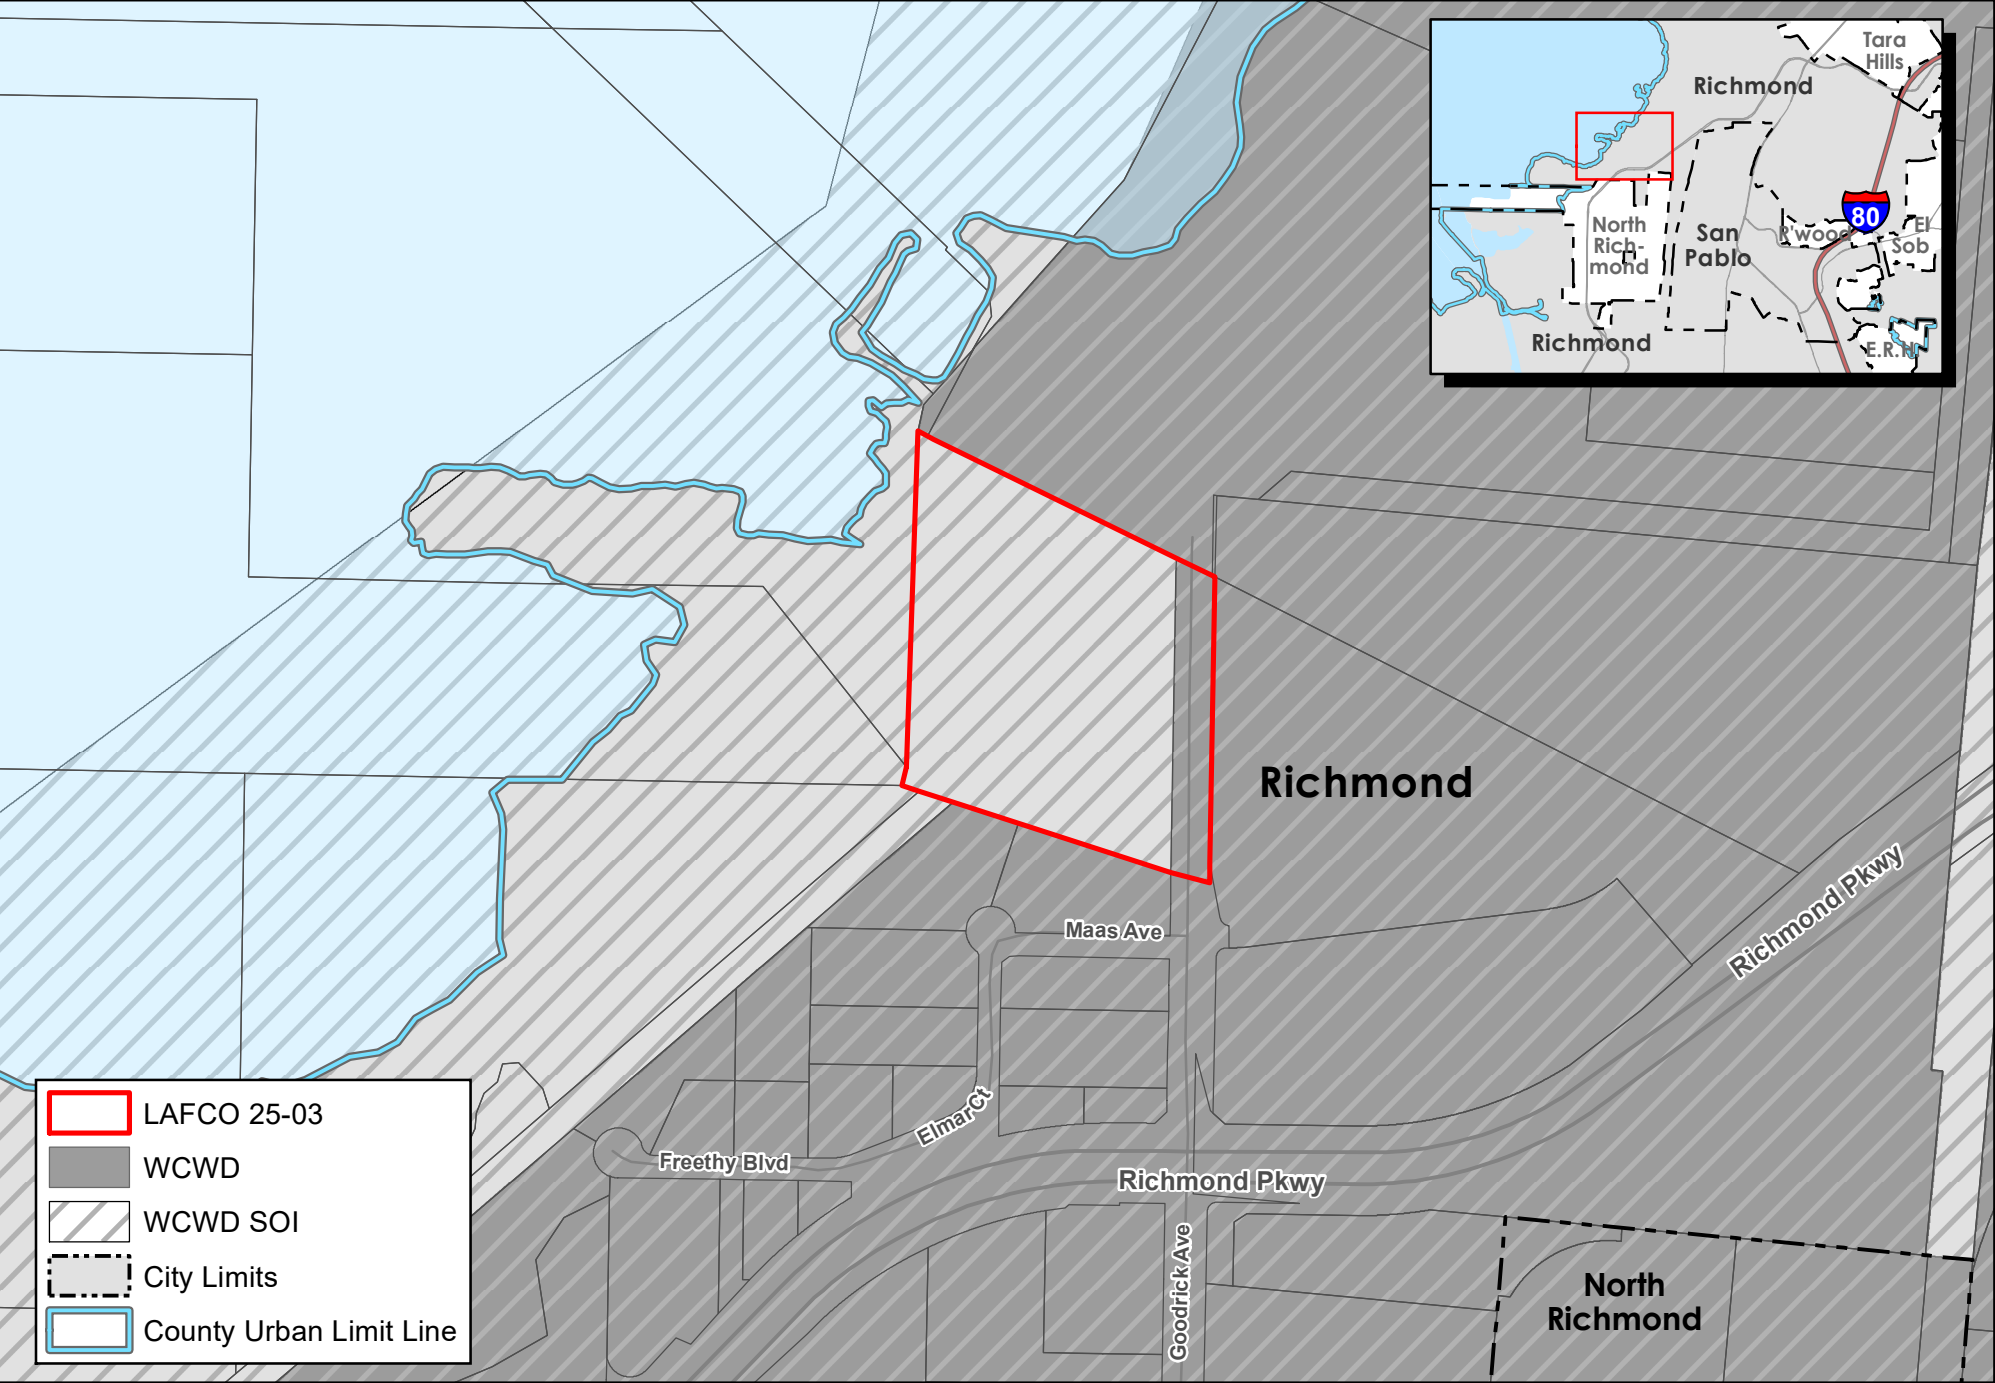 Tara
Hills
Richmond
80
North
Rich-
mond
San
Pablo
R'wood
El
Sob
Richmond
E.R.H.
Richmond
Richmond Pkwy
Maas Ave
Elmar Ct
Freethy Blvd
Richmond Pkwy
Goodrick Ave
North
Richmond
LAFCO 25-03
WCWD
WCWD SOI
City Limits
County Urban Limit Line